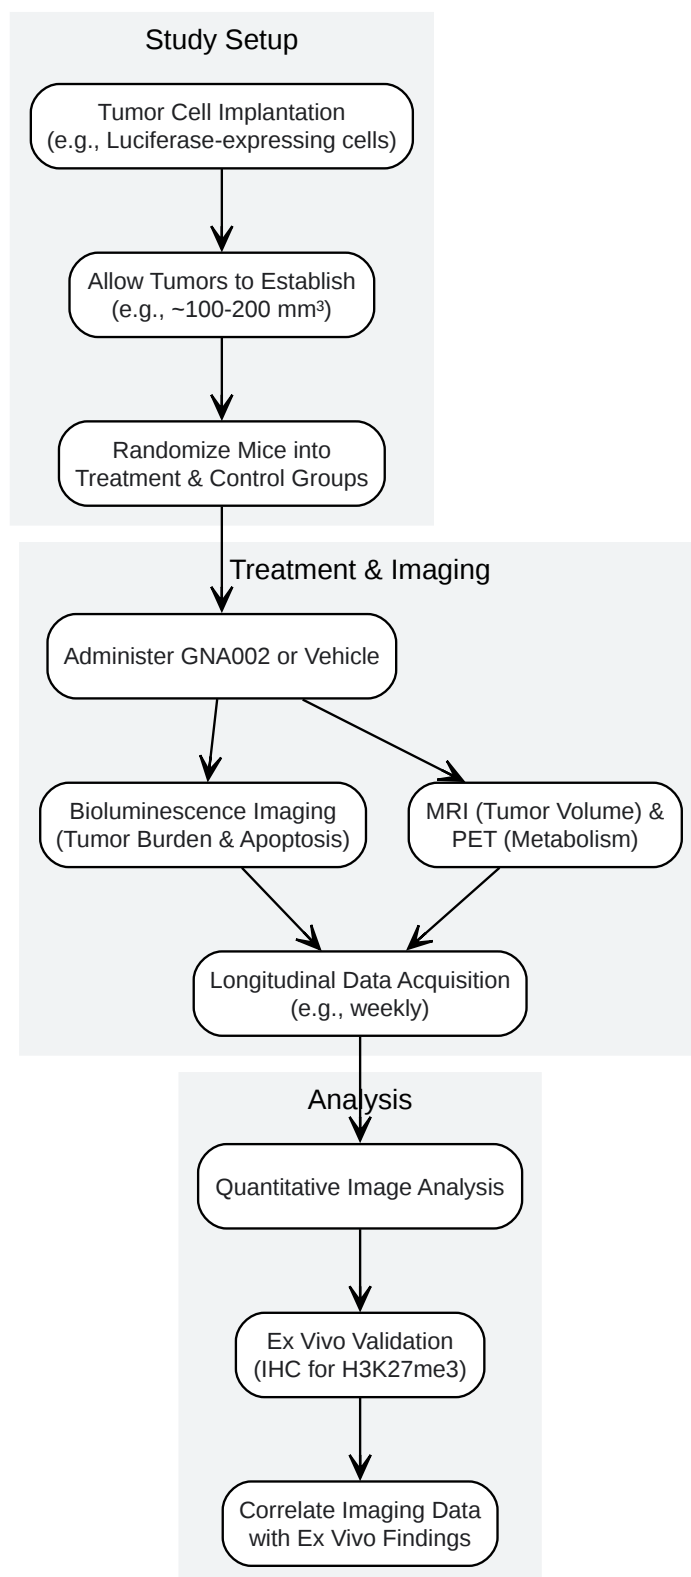 Study Setup
Tumor Cell Implantation
(e.g., Luciferase-expressing cells)
Allow Tumors to Establish
(e.g., ~100-200 mm³)
Randomize Mice into
Treatment & Control Groups
Treatment & Imaging
Administer GNA002 or Vehicle
Bioluminescence Imaging
(Tumor Burden & Apoptosis)
MRI (Tumor Volume) &
PET (Metabolism)
Longitudinal Data Acquisition
(e.g., weekly)
Analysis
Quantitative Image Analysis
Ex Vivo Validation
(IHC for H3K27me3)
Correlate Imaging Data
with Ex Vivo Findings